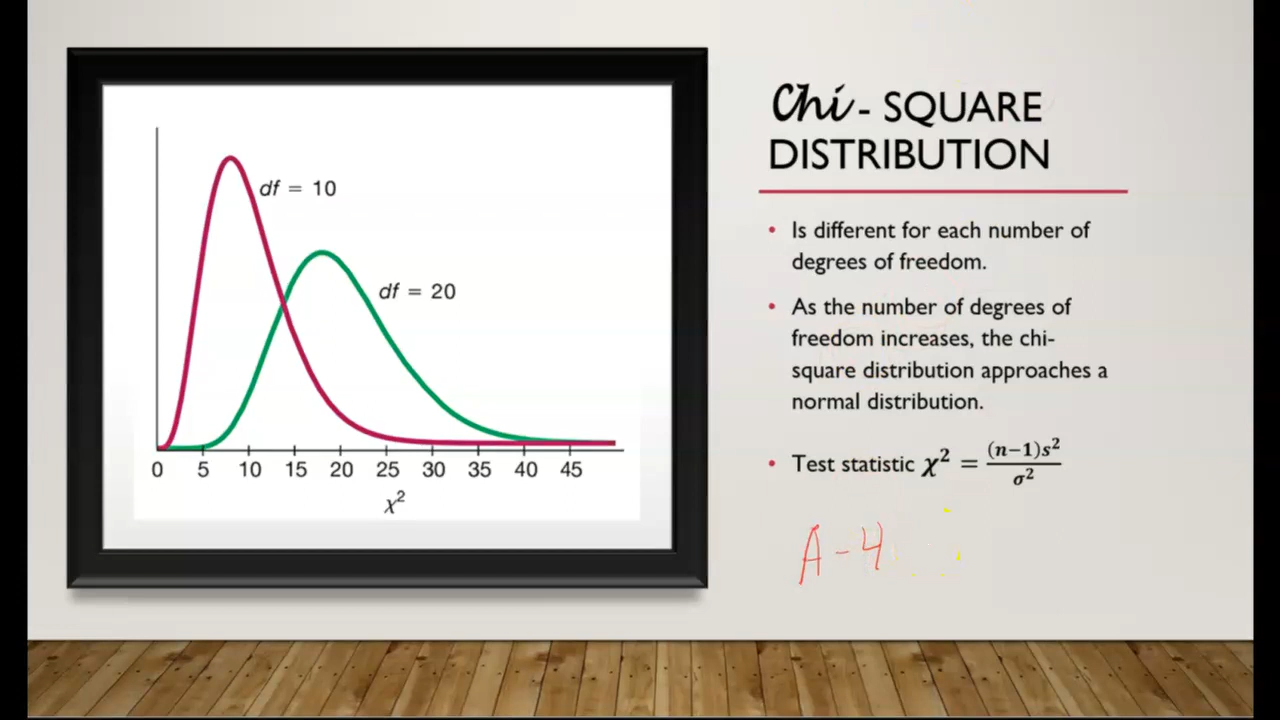 Chi - SQUARE
DISTRIBUTION
df = 10
df = 20
0 5 10 15 20 25 30 35 40 45
χ²
• Is different for each number of
degrees of freedom.
• As the number of degrees of
freedom increases, the chi-
square distribution approaches a
normal distribution.
• Test statistic χ² = (n−1)s² / σ²
A-4